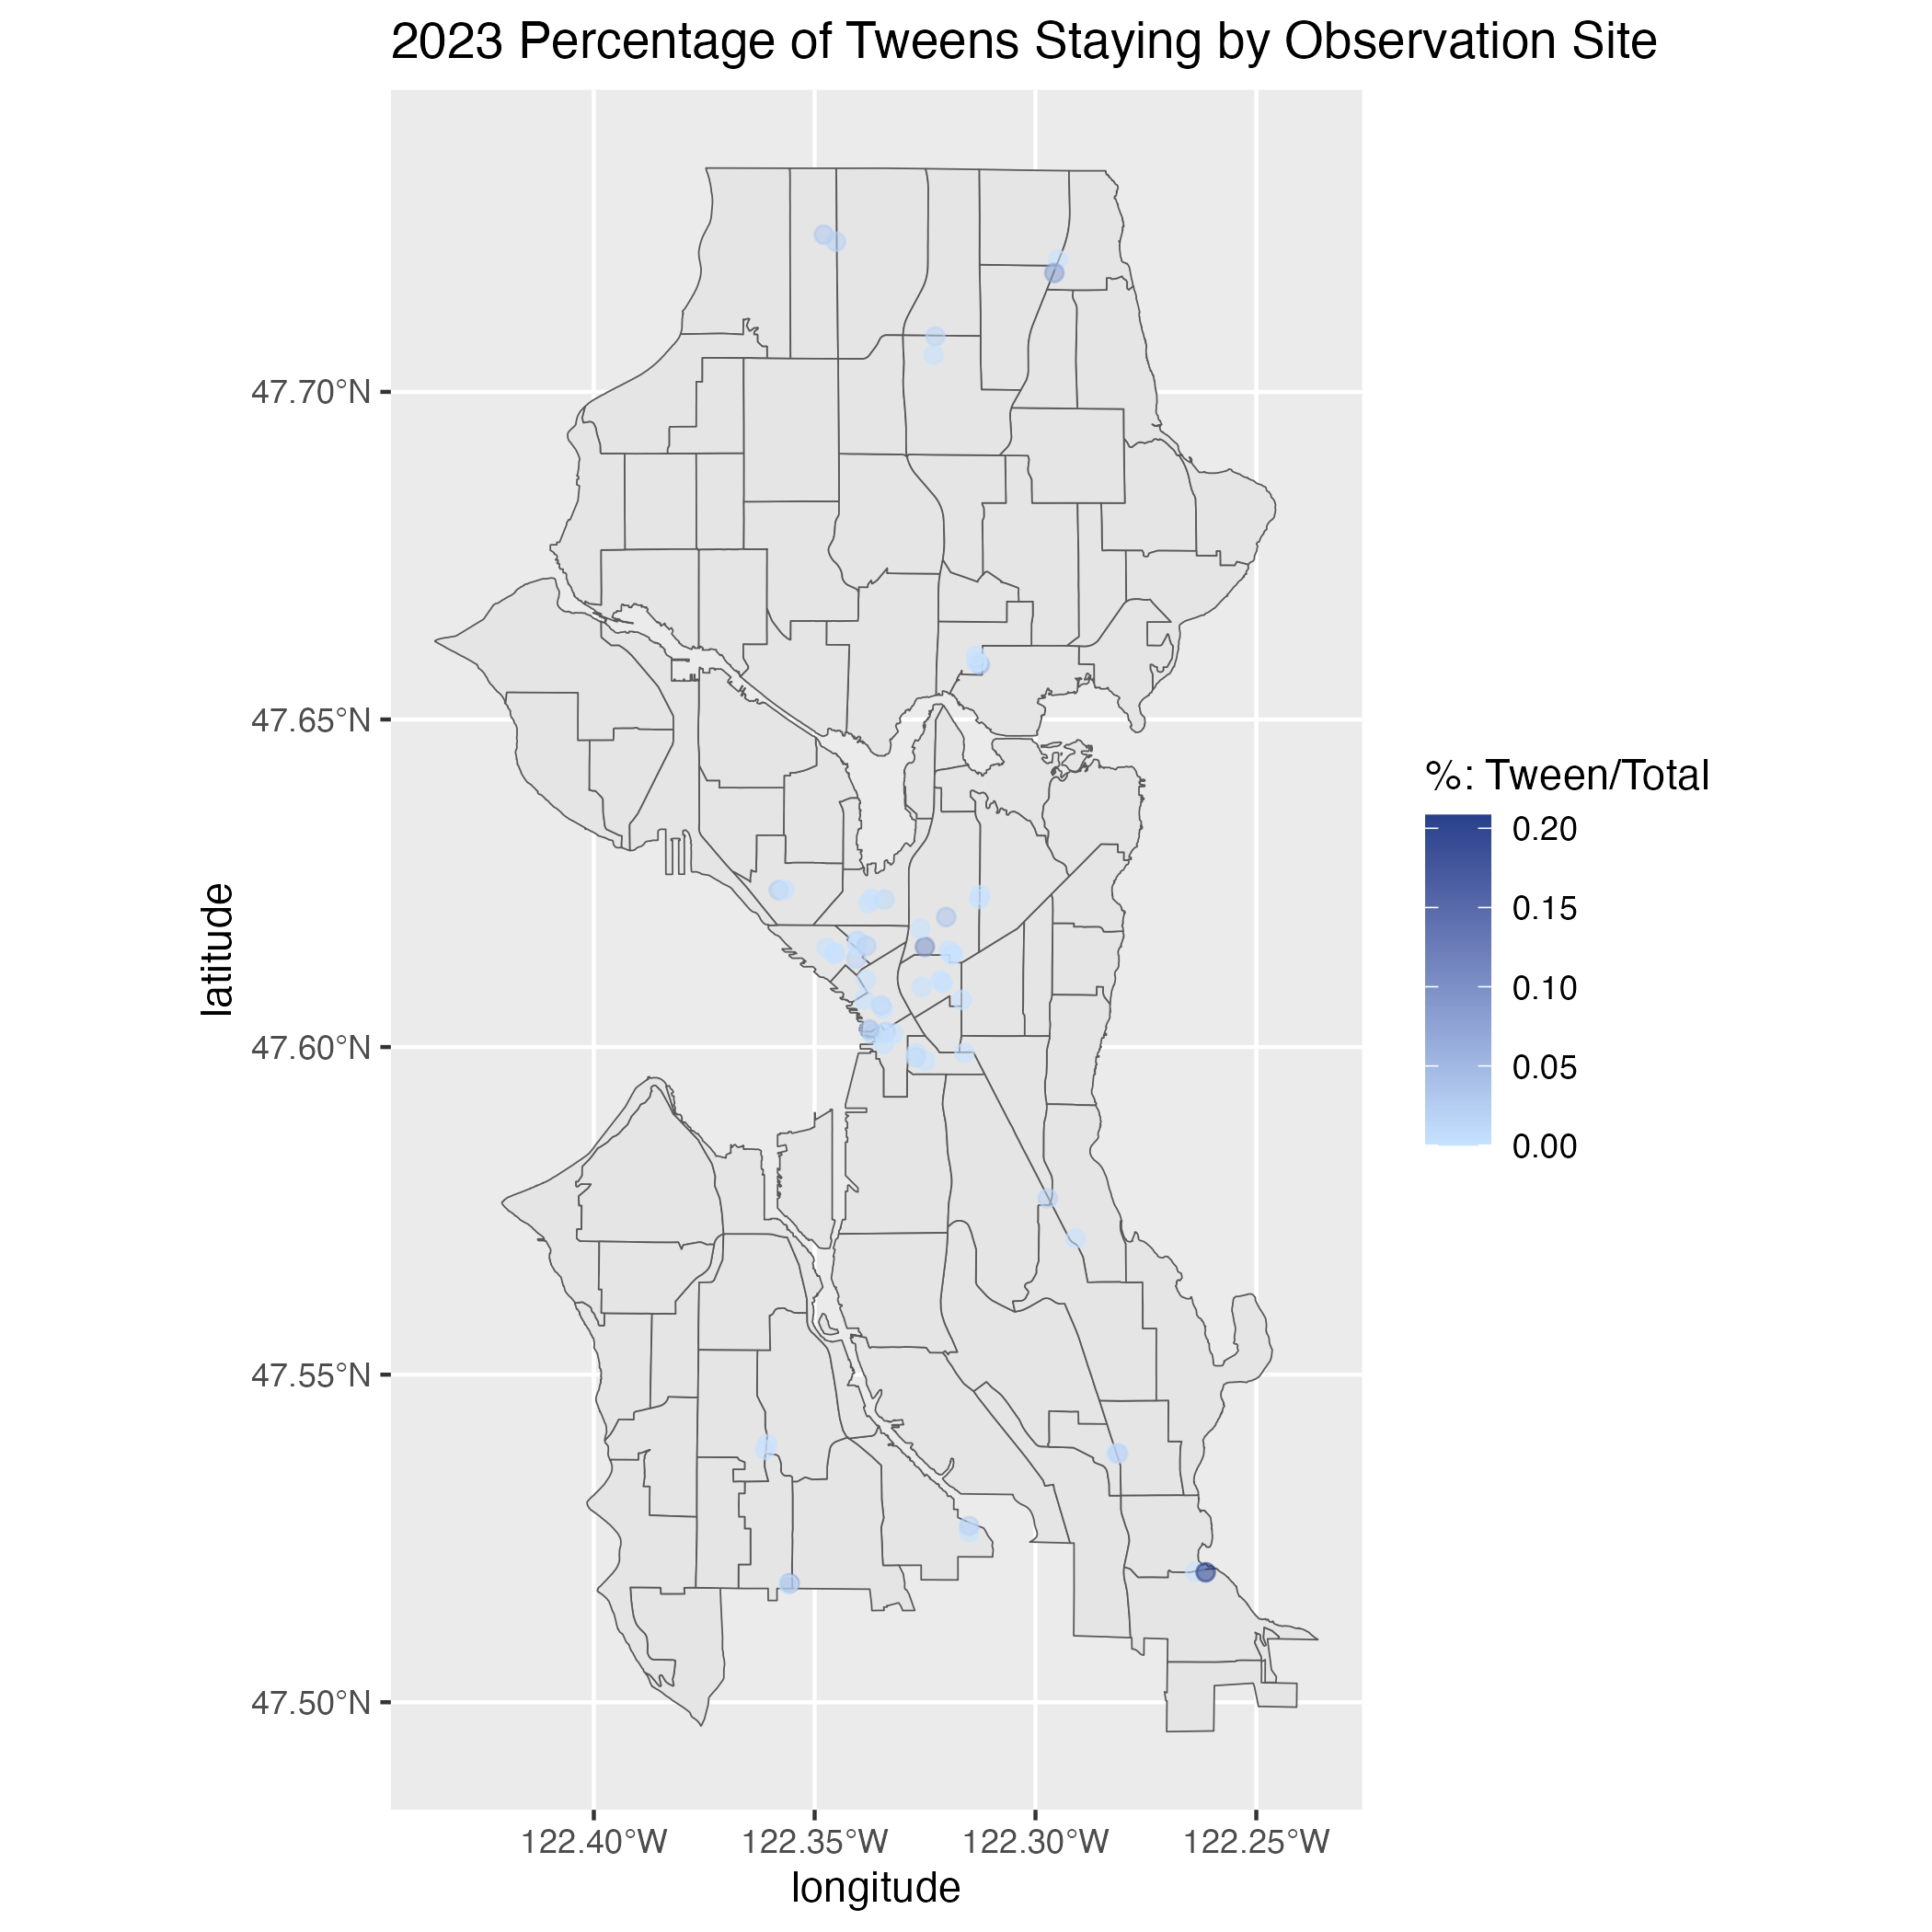 2023 Percentage of Tweens Staying by Observation Site
47.70°N
47.65°N
47.60°N
47.55°N
47.50°N
latitude
122.40°W 122.35°W 122.30°W 122.25°W
longitude
%: Tween/Total
0.20
0.15
0.10
0.05
0.00